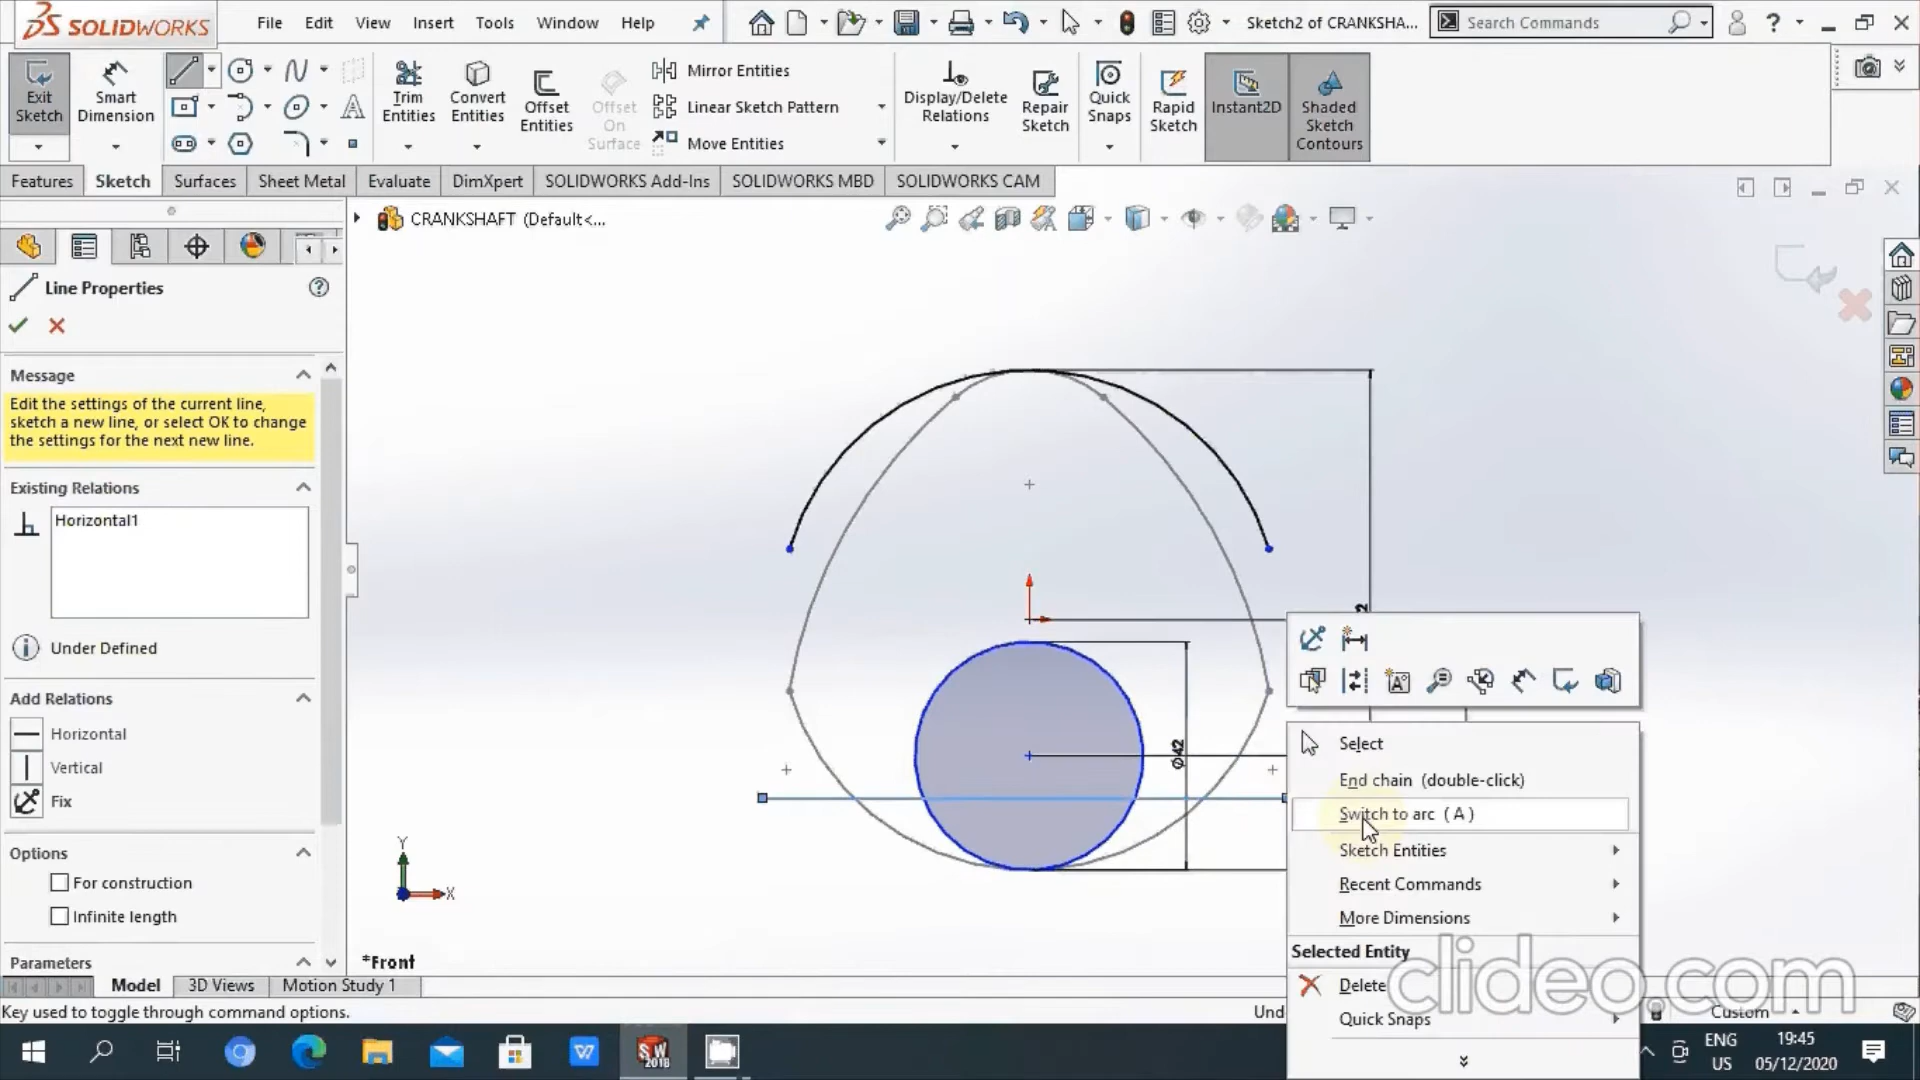 SOLIDWORKS
File Edit View Insert Tools Window Help
Sketch2 of CRANKSHA...
Search Commands
Exit Sketch
Smart Dimension
Trim Entities
Convert Entities
Offset Entities
Offset On Surface
Mirror Entities
Linear Sketch Pattern
Move Entities
Display/Delete Relations
Repair Sketch
Quick Snaps
Rapid Sketch
Instant2D
Shaded Sketch Contours
Features Sketch Surfaces Sheet Metal Evaluate DimXpert SOLIDWORKS Add-Ins SOLIDWORKS MBD SOLIDWORKS CAM
CRANKSHAFT (Default<...
Line Properties
Message
Edit the settings of the current line,
sketch a new line, or select OK to change
the settings for the next new line.
Existing Relations
Horizontal1
Under Defined
Add Relations
Horizontal
Vertical
Fix
Options
For construction
Infinite length
Parameters
Ø42
Y
X
*Front
Select
End chain (double-click)
Switch to arc ( A )
Sketch Entities
Recent Commands
More Dimensions
Selected Entity
Delete
Quick Snaps
clideo.com
Model 3D Views Motion Study 1
Key used to toggle through command options.
Und
Custom
SW
2018
ENG
US
19:45
05/12/2020